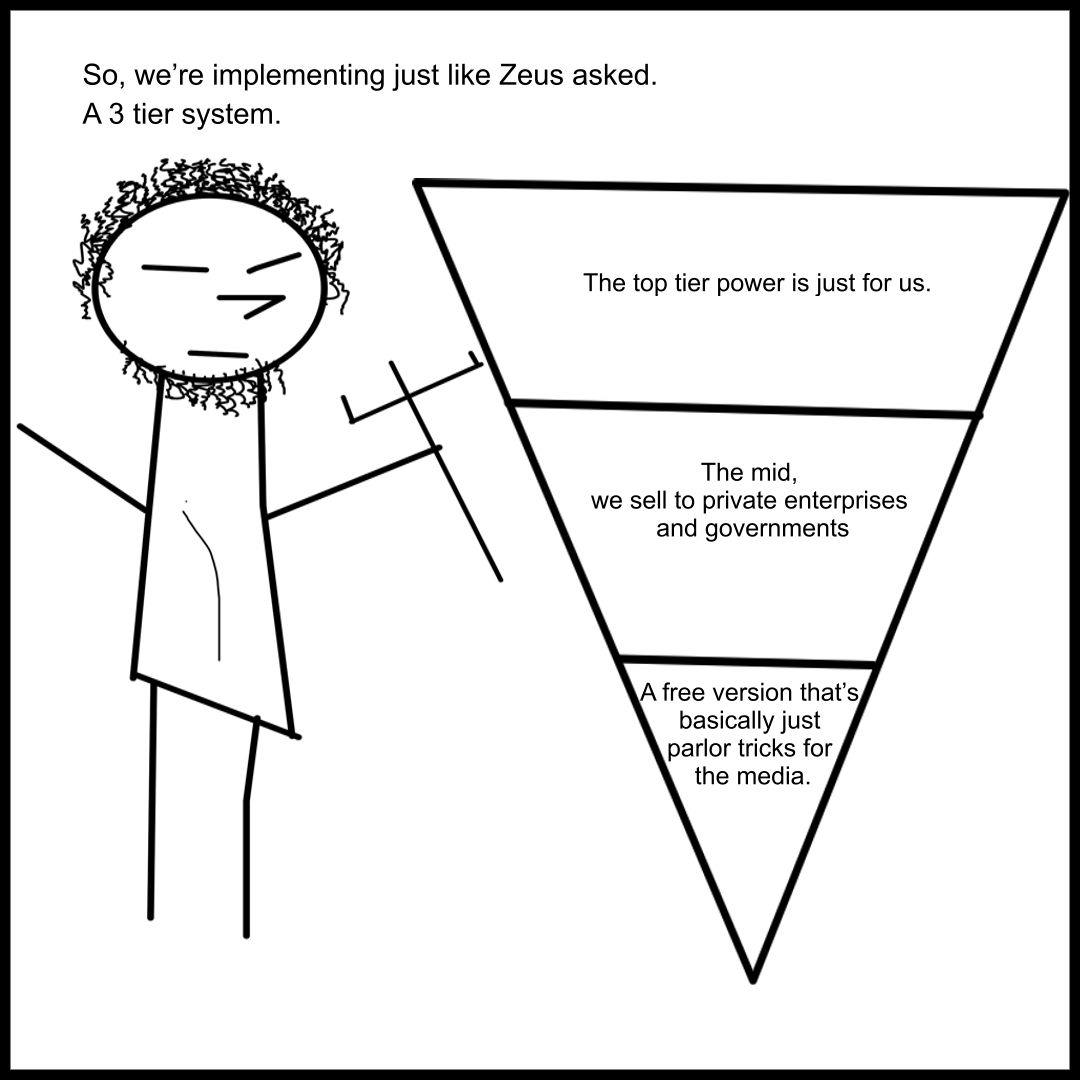 So, we’re implementing just like Zeus asked.
A 3 tier system.
The top tier power is just for us.
The mid,
we sell to private enterprises
and governments
A free version that’s
basically just
parlor tricks for
the media.